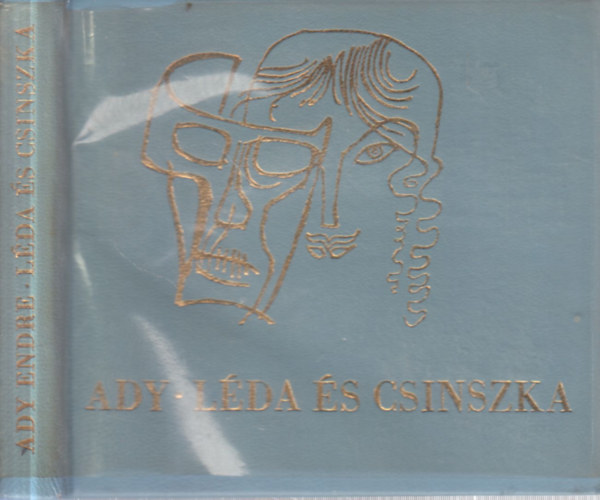 ADY ENDRE · LÉDA ÉS CSINSZKA
ADY · LÉDA ÉS CSINSZKA